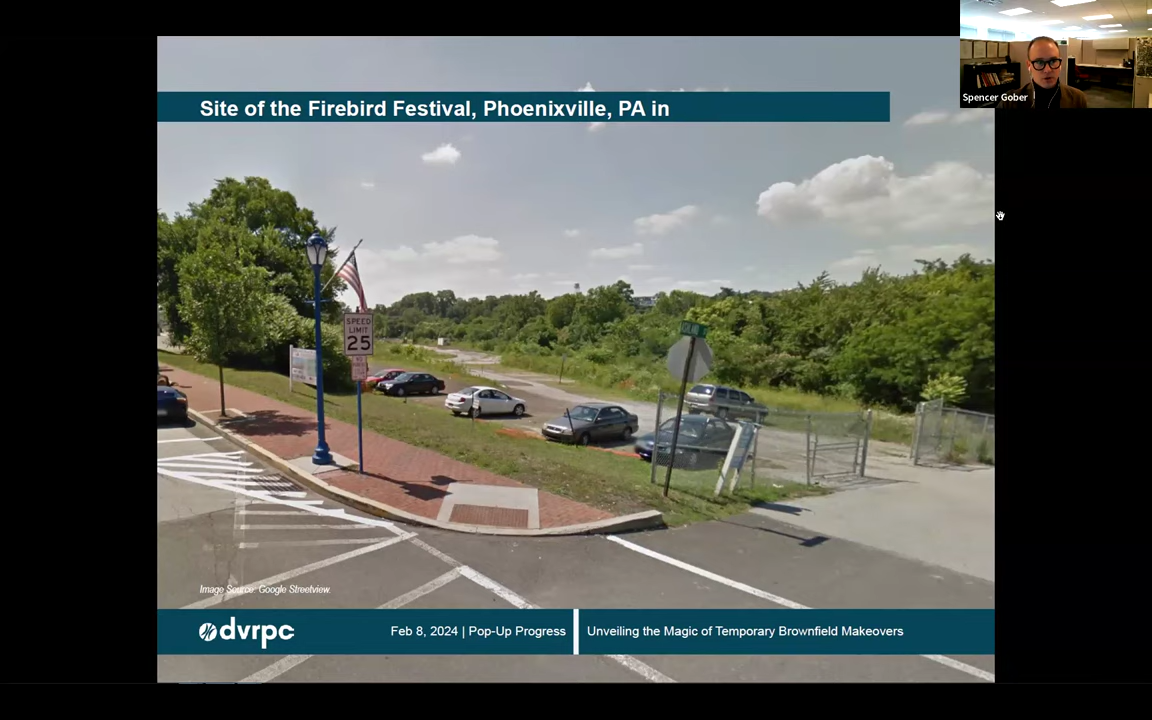 Spencer Gober
Site of the Firebird Festival, Phoenixville, PA in
SPEED
LIMIT
25
Image Source: Google Streetview.
dvrpc
Feb 8, 2024 | Pop-Up Progress
Unveiling the Magic of Temporary Brownfield Makeovers